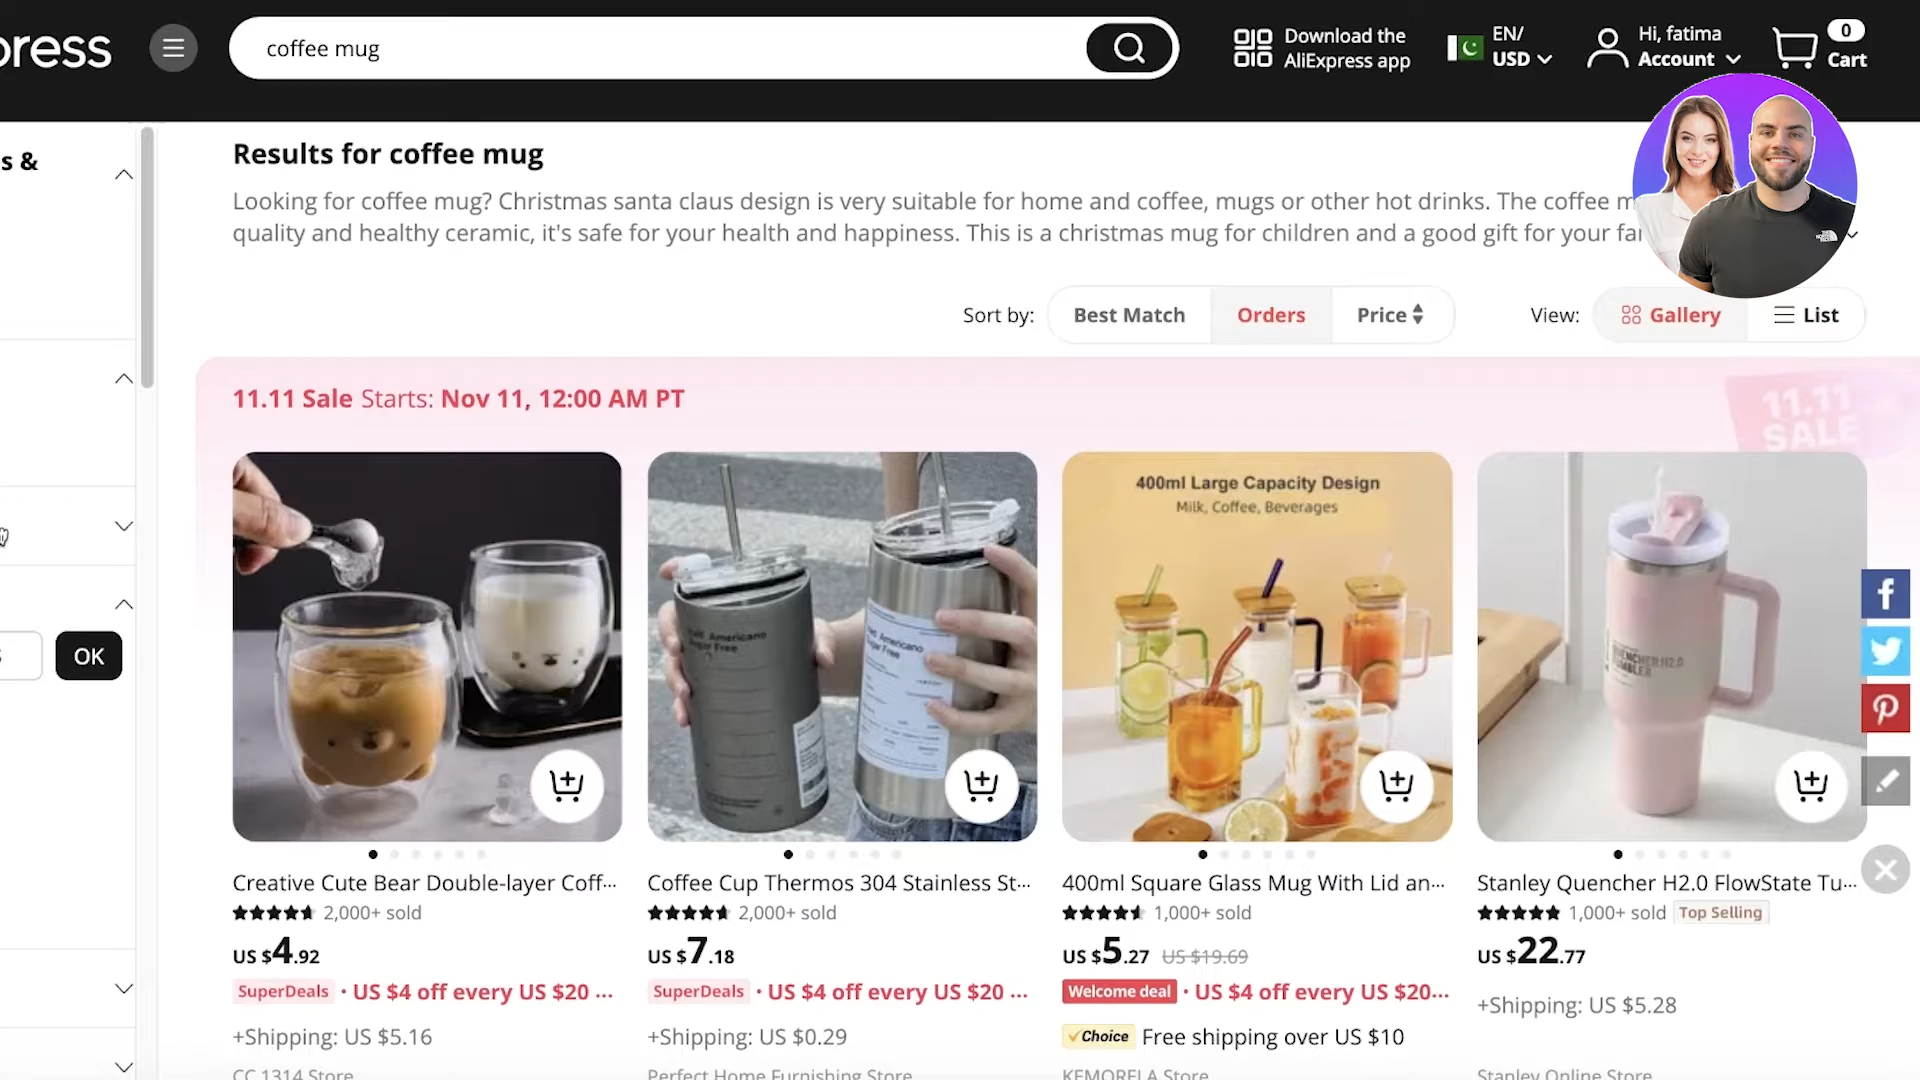 press
coffee mug
Download the
AliExpress app
EN/
USD
Hi, fatima
Account
0
Cart
s &
Results for coffee mug
Looking for coffee mug? Christmas santa claus design is very suitable for home and coffee, mugs or other hot drinks. The coffee m
quality and healthy ceramic, it's safe for your health and happiness. This is a christmas mug for children and a good gift for your fa
Sort by:
Best Match
Orders
Price
View:
Gallery
List
11.11 Sale Starts: Nov 11, 12:00 AM PT
11.11
SALE
OK
400ml Large Capacity Design
Milk, Coffee, Beverages
Americano
Sugar Free
Americano
Free
QUENCHER H2.0
Creative Cute Bear Double-layer Coff...
2,000+ sold
US $4.92
SuperDeals · US $4 off every US $20 ...
+Shipping: US $5.16
CC 1314 Store
Coffee Cup Thermos 304 Stainless St...
2,000+ sold
US $7.18
SuperDeals · US $4 off every US $20 ...
+Shipping: US $0.29
Perfect Home Furnishing Store
400ml Square Glass Mug With Lid an...
1,000+ sold
US $5.27 US $19.69
Welcome deal · US $4 off every US $20...
Choice Free shipping over US $10
KEMORELA Store
Stanley Quencher H2.0 FlowState Tu...
1,000+ sold Top Selling
US $22.77
+Shipping: US $5.28
Stanley Online Store